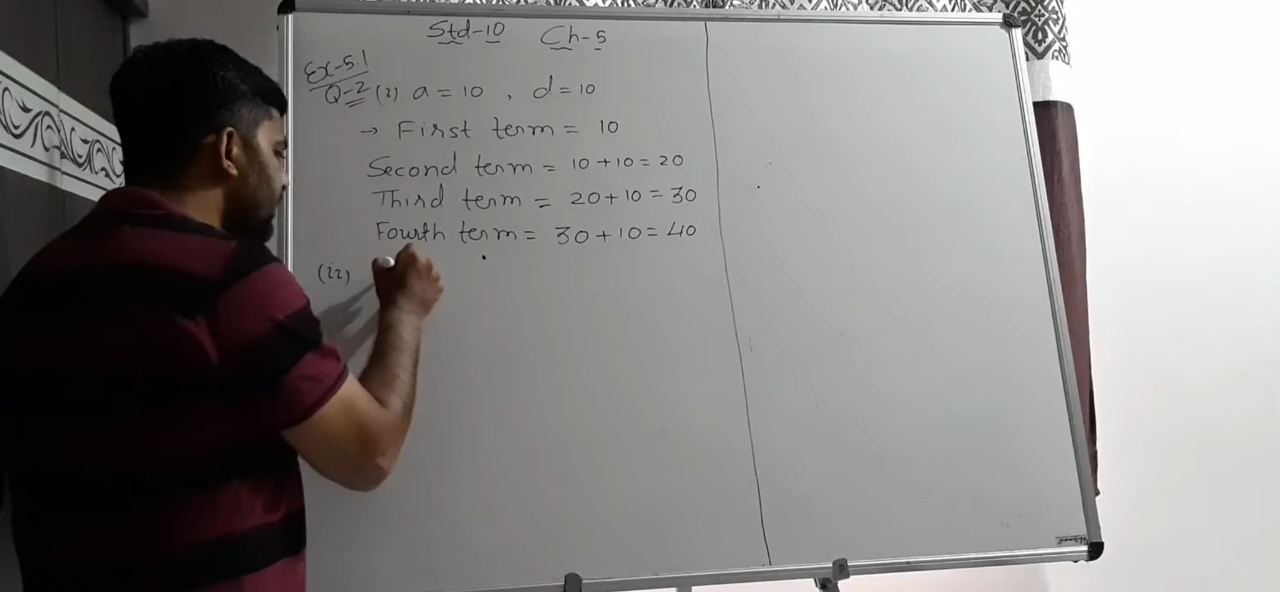 Std-10 Ch-5
Ex-5.1
Q-2 (i) a = 10 , d = 10
→ First term = 10
Second term = 10+10 = 20
Third term = 20+10 = 30
Fourth term = 30+10 = 40
(ii)